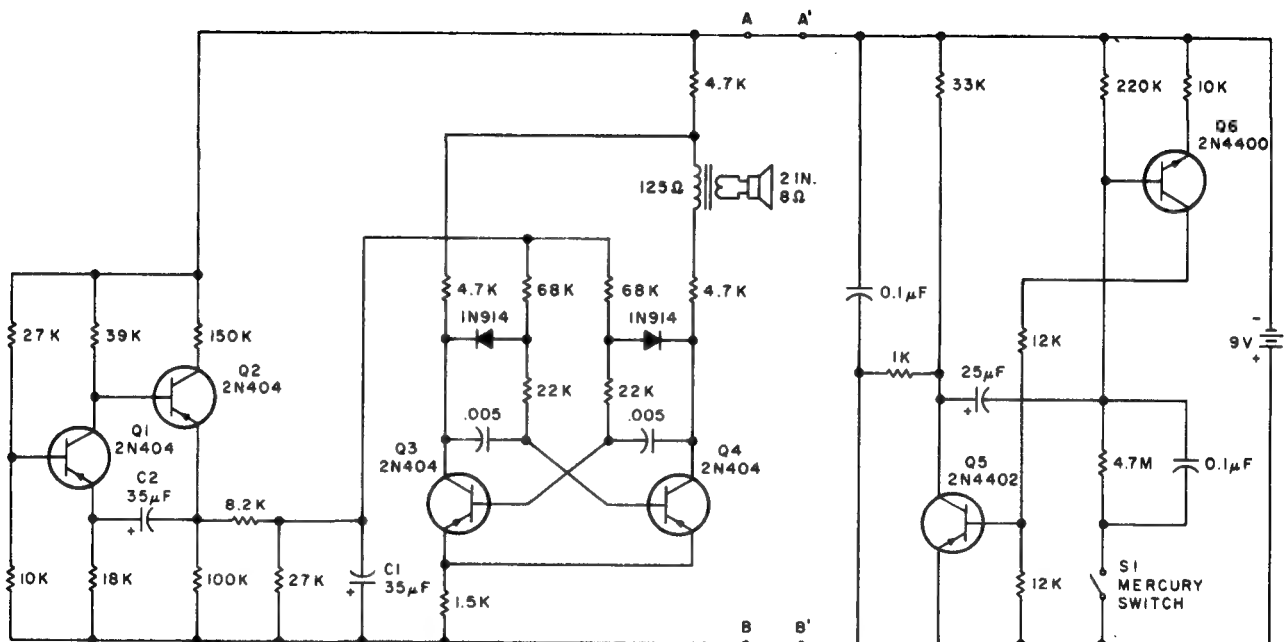 A A'
4.7K
33K
220K
10K
Q6
2N4400
125Ω
2 IN.
8Ω
27K
39K
150K
4.7K
68K
68K
4.7K
0.1µF
1N914
1N914
Q2
2N404
12K
-
9V
+
1K
25µF
+
22K
22K
.005
.005
Q1
2N404
Q3
2N404
Q4
2N404
Q5
2N4402
4.7M
0.1µF
C2
35µF
+
8.2K
10K
18K
100K
27K
C1
35µF
+
1.5K
12K
S1
MERCURY
SWITCH
B B'